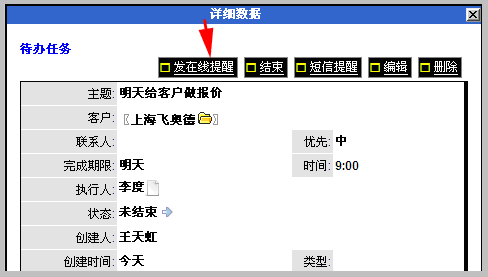 详细数据
待办任务
发在线提醒 结束 短信提醒 编辑 删除
主题: 明天给客户做报价
客户: 〖上海飞奥德〗
联系人: 优先: 中
完成期限: 明天 时间: 9:00
执行人: 李度
状态: 未结束
创建人: 王天虹
创建时间: 今天 类型: